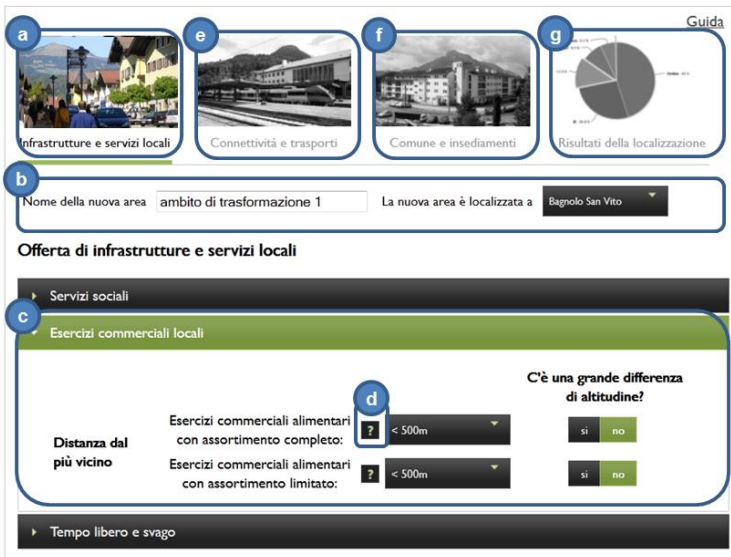 Guida
a
e
f
g
Infrastrutture e servizi locali
Connettività e trasporti
Comune e insediamenti
Risultati della localizzazione
b
Nome della nuova area ambito di trasformazione 1 La nuova area è localizzata a Bagnolo San Vito
Offerta di infrastrutture e servizi locali
Servizi sociali
c
Esercizi commerciali locali
C'è una grande differenza
di altitudine?
d
Distanza dal
più vicino
Esercizi commerciali alimentari
con assortimento completo:
? < 500m si no
Esercizi commerciali alimentari
con assortimento limitato:
? < 500m si no
Tempo libero e svago